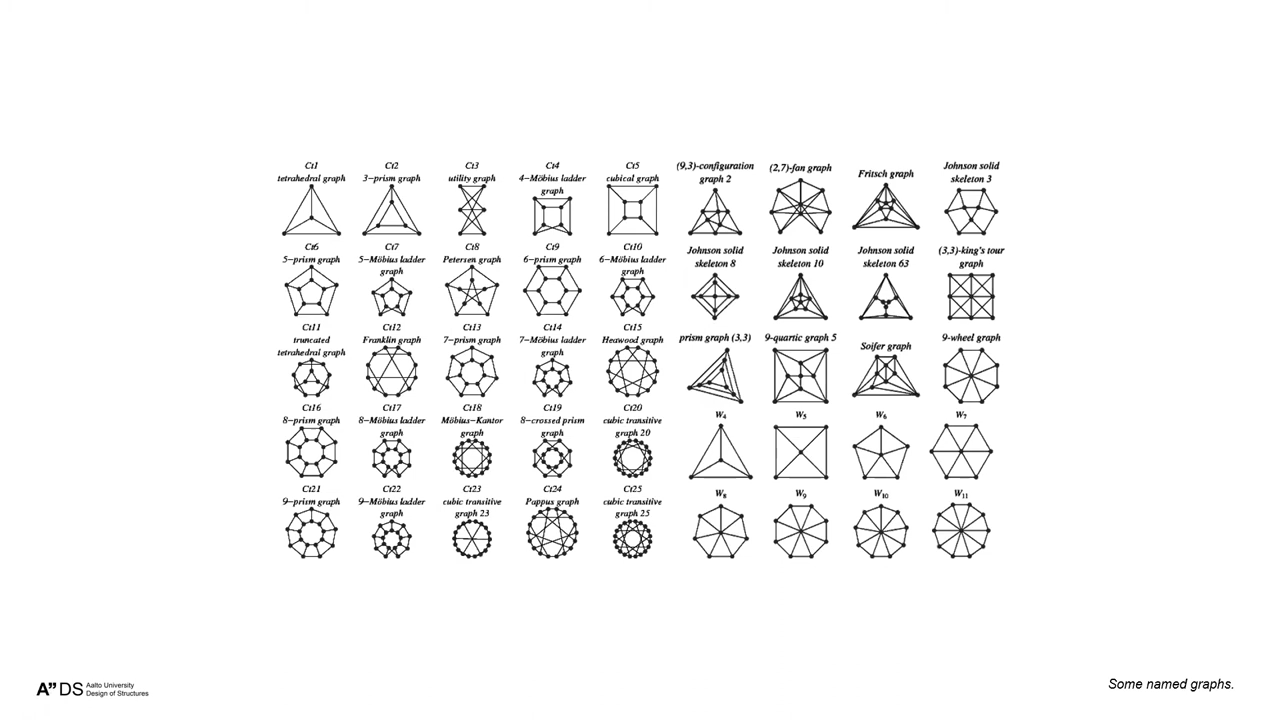 Ct1
tetrahedral graph
Ct2
3-prism graph
Ct3
utility graph
Ct4
4-Möbius ladder
graph
Ct5
cubical graph
(9,3)-configuration
graph 2
(2,7)-fan graph
Fritsch graph
Johnson solid
skeleton 3
Ct6
5-prism graph
Ct7
5-Möbius ladder
graph
Ct8
Petersen graph
Ct9
6-prism graph
Ct10
6-Möbius ladder
graph
Johnson solid
skeleton 8
Johnson solid
skeleton 10
Johnson solid
skeleton 63
(3,3)-king's tour
graph
Ct11
truncated
tetrahedral graph
Ct12
Franklin graph
Ct13
7-prism graph
Ct14
7-Möbius ladder
graph
Ct15
Heawood graph
prism graph (3,3)
9-quartic graph 5
Soifer graph
9-wheel graph
Ct16
8-prism graph
Ct17
8-Möbius ladder
graph
Ct18
Möbius-Kantor
graph
Ct19
8-crossed prism
graph
Ct20
cubic transitive
graph 20
W4
W5
W6
W7
Ct21
9-prism graph
Ct22
9-Möbius ladder
graph
Ct23
cubic transitive
graph 23
Ct24
Pappus graph
Ct25
cubic transitive
graph 25
W8
W9
W10
W11
A" DS
Aalto University
Design of Structures
Some named graphs.